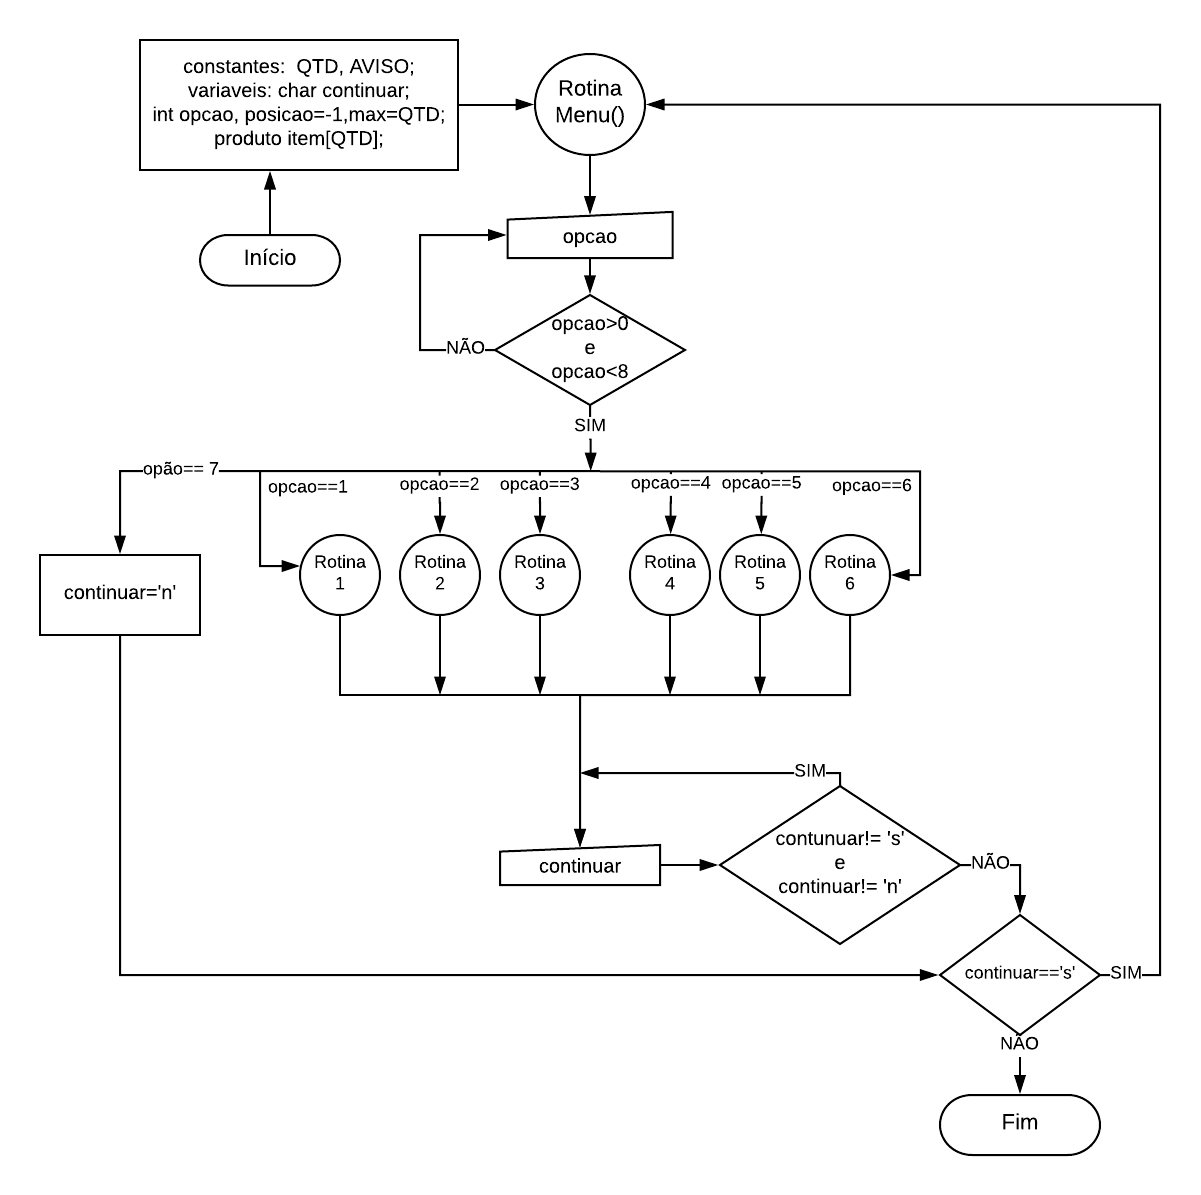 constantes:  QTD, AVISO;
variaveis: char continuar;
int opcao, posicao=-1,max=QTD;
produto item[QTD];
Rotina
Menu()
Início
opcao
opcao>0
e
opcao<8
NÃO
SIM
opão== 7
opcao==1
opcao==2
opcao==3
opcao==4
opcao==5
opcao==6
continuar='n'
Rotina
1
Rotina
2
Rotina
3
Rotina
4
Rotina
5
Rotina
6
SIM
continuar
contunuar!= 's'
e
continuar!= 'n'
NÃO
continuar=='s'
SIM
NÃO
Fim